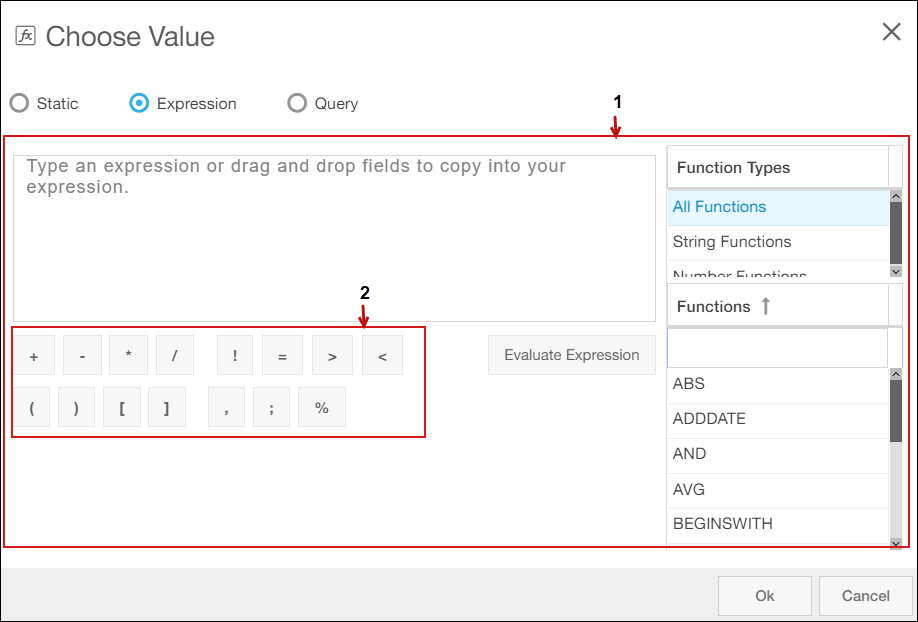 fx Choose Value
Static Expression Query
1
Type an expression or drag and drop fields to copy into your
expression.
Function Types
All Functions
String Functions
Number Functions
2
+ - * / ! = > <
( ) [ ] , ; %
Evaluate Expression
Functions
ABS
ADDDATE
AND
AVG
BEGINSWITH
Ok Cancel